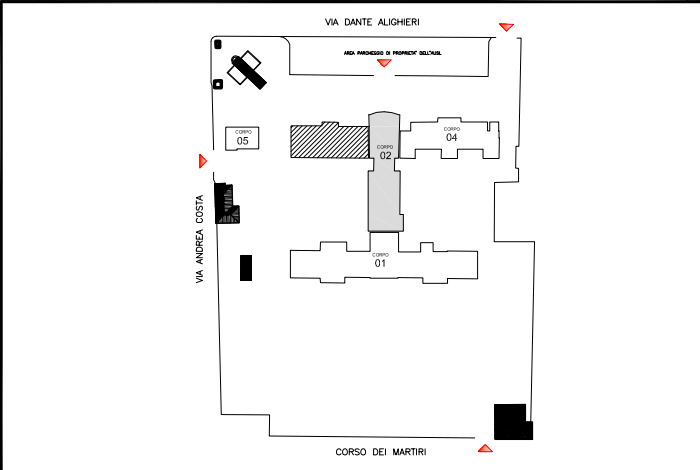 VIA DANTE ALIGHIERI
AREA PARCHEGGIO DI PROPRIETA' DELL'AUSL
CORPO
05
CORPO
02
CORPO
04
VIA ANDREA COSTA
CORPO
01
CORSO DEI MARTIRI